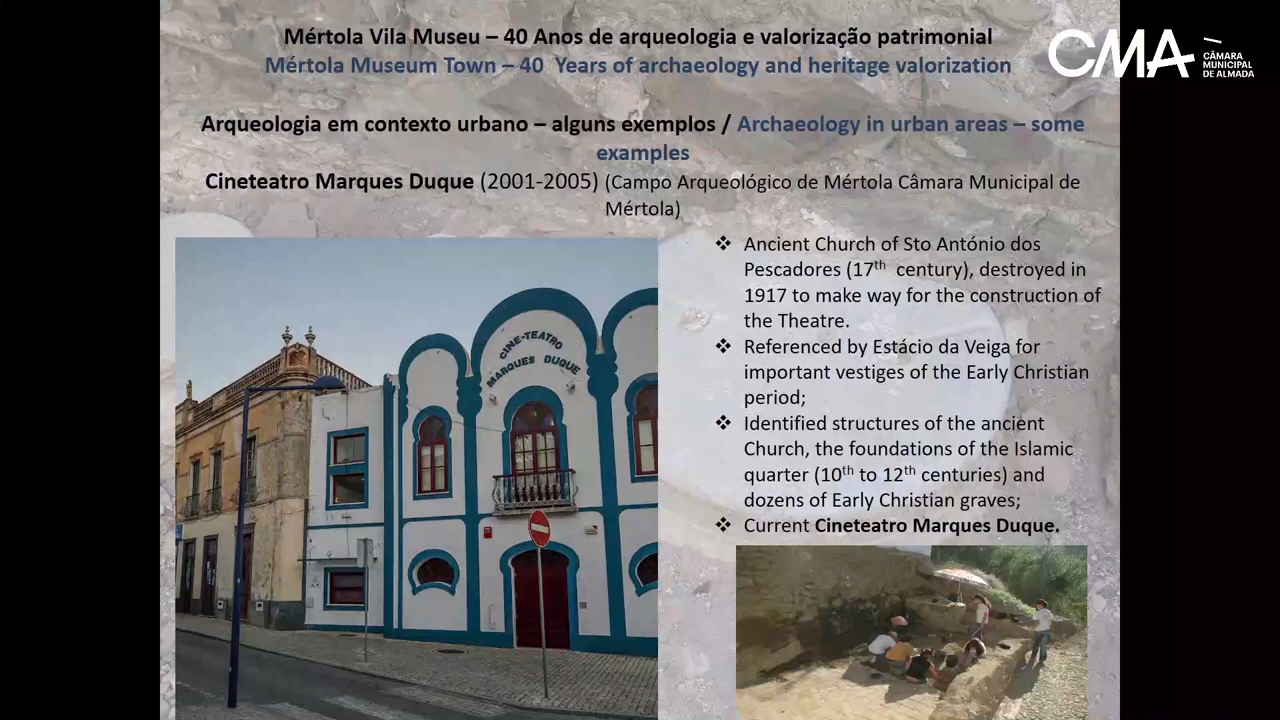 Mértola Vila Museu – 40 Anos de arqueologia e valorização patrimonial
Mértola Museum Town – 40 Years of archaeology and heritage valorization
CMA
CÂMARA
MUNICIPAL
DE ALMADA
Arqueologia em contexto urbano – alguns exemplos / Archaeology in urban areas – some
examples
Cineteatro Marques Duque (2001-2005) (Campo Arqueológico de Mértola Câmara Municipal de
Mértola)
CINE-TEATRO
MARQUES DUQUE
❖ Ancient Church of Sto António dos
Pescadores (17th century), destroyed in
1917 to make way for the construction of
the Theatre.
❖ Referenced by Estácio da Veiga for
important vestiges of the Early Christian
period;
❖ Identified structures of the ancient
Church, the foundations of the Islamic
quarter (10th to 12th centuries) and
dozens of Early Christian graves;
❖ Current Cineteatro Marques Duque.